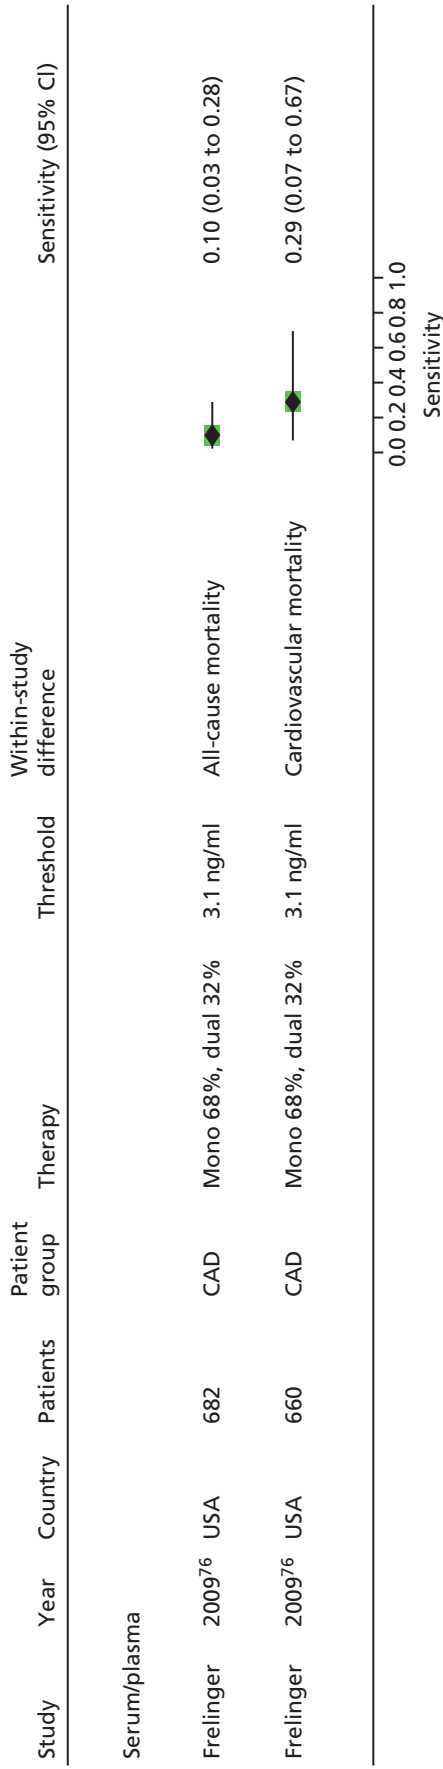 Study Year Country Patients Patient group Therapy Threshold Within-study difference Sensitivity (95% CI)
Serum/plasma
Frelinger 2009⁷⁶ USA 682 CAD Mono 68%, dual 32% 3.1 ng/ml All-cause mortality 0.10 (0.03 to 0.28)
Frelinger 2009⁷⁶ USA 660 CAD Mono 68%, dual 32% 3.1 ng/ml Cardiovascular mortality 0.29 (0.07 to 0.67)
0.0 0.2 0.4 0.6 0.8 1.0
Sensitivity